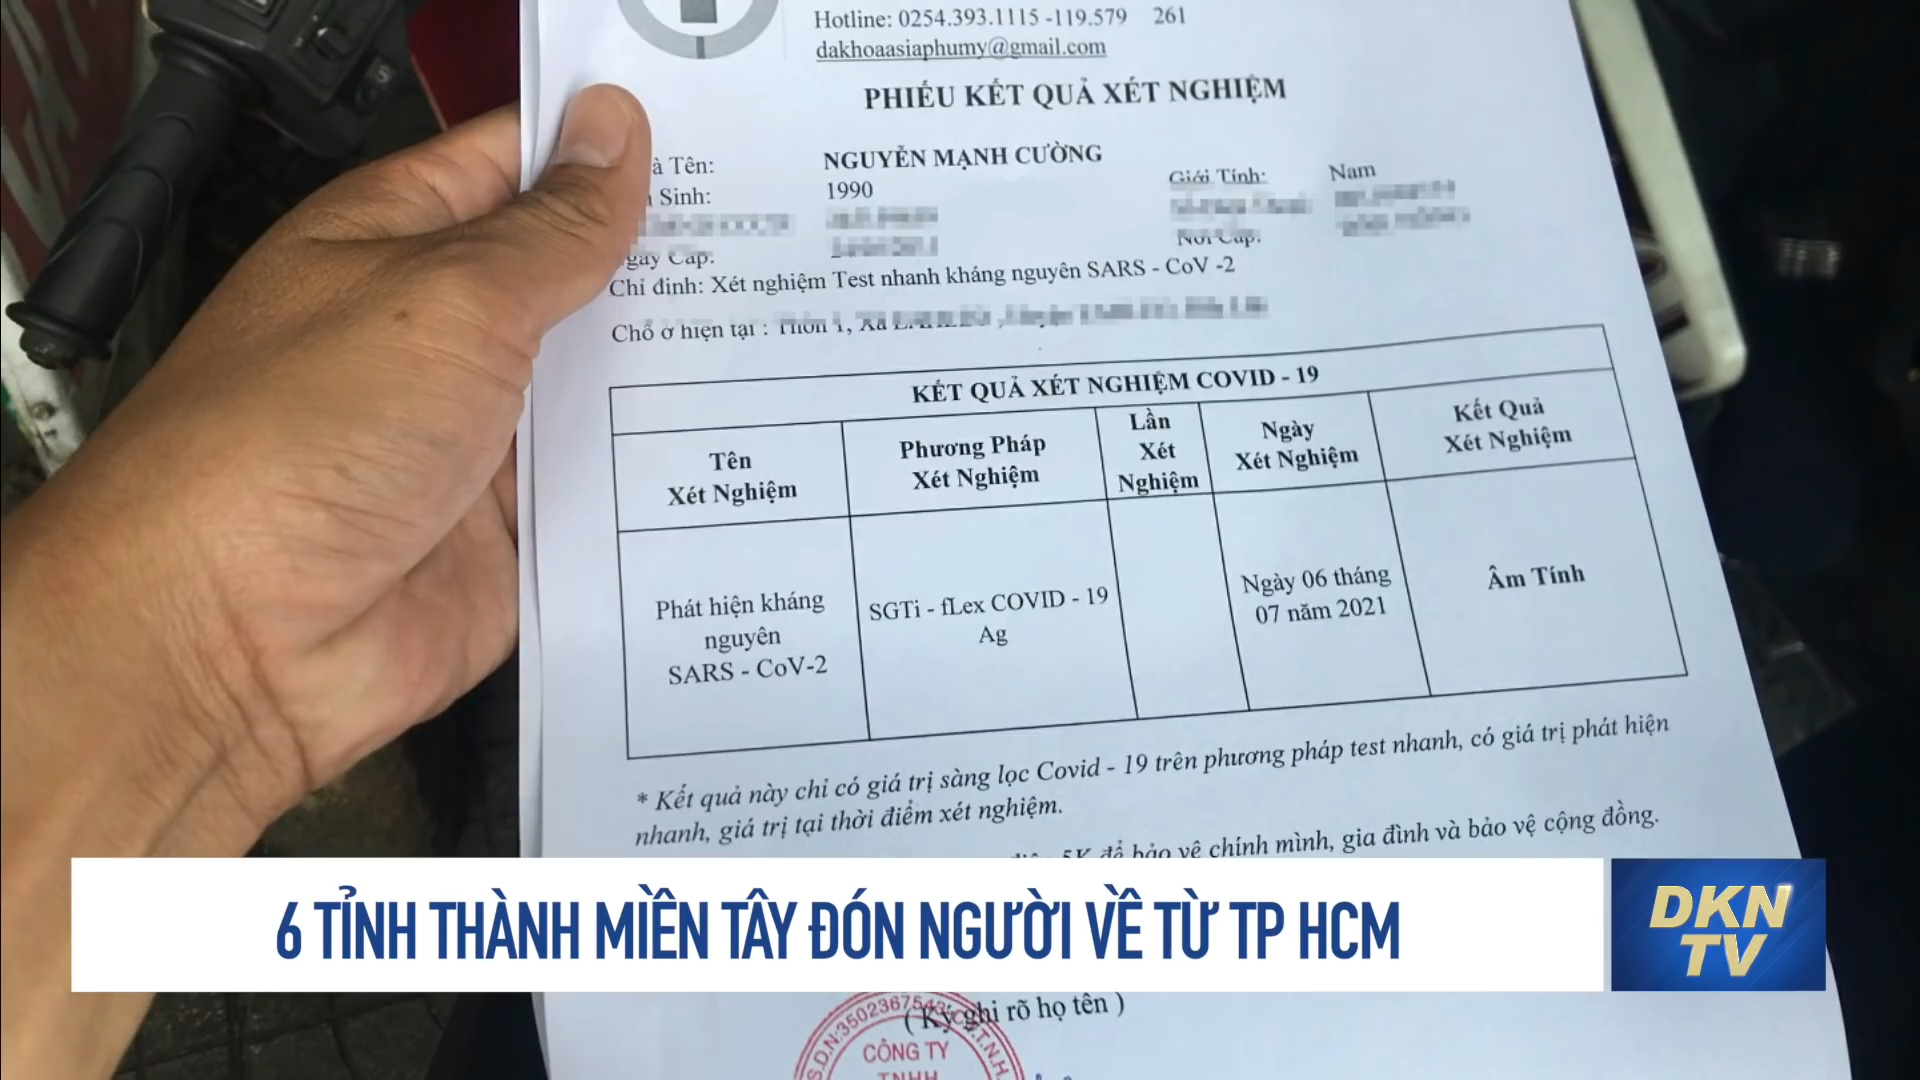 Hotline: 0254.393.1115 -119.579 261
dakhoaasiaphumy@gmail.com
PHIẾU KẾT QUẢ XÉT NGHIỆM
à Tên: NGUYỄN MẠNH CƯỜNG
Sinh: 1990 Giới Tính: Nam
gày Cấp: Nơi Cấp:
Chỉ định: Xét nghiệm Test nhanh kháng nguyên SARS - CoV -2
Chổ ở hiện tại : Thôn 1, Xã
KẾT QUẢ XÉT NGHIỆM COVID - 19
Tên
Xét Nghiệm
Phương Pháp
Xét Nghiệm
Lần
Xét
Nghiệm
Ngày
Xét Nghiệm
Kết Quả
Xét Nghiệm
Phát hiện kháng
nguyên
SARS - CoV-2
SGTi - fLex COVID - 19
Ag
Ngày 06 tháng
07 năm 2021
Âm Tính
* Kết quả này chỉ có giá trị sàng lọc Covid - 19 trên phương pháp test nhanh, có giá trị phát hiện
nhanh, giá trị tại thời điểm xét nghiệm.
5K để bảo vệ chính mình, gia đình và bảo vệ cộng đồng.
6 TỈNH THÀNH MIỀN TÂY ĐÓN NGƯỜI VỀ TỪ TP HCM
DKN
TV
( Ký ghi rõ họ tên )
CÔNG TY
TNHH